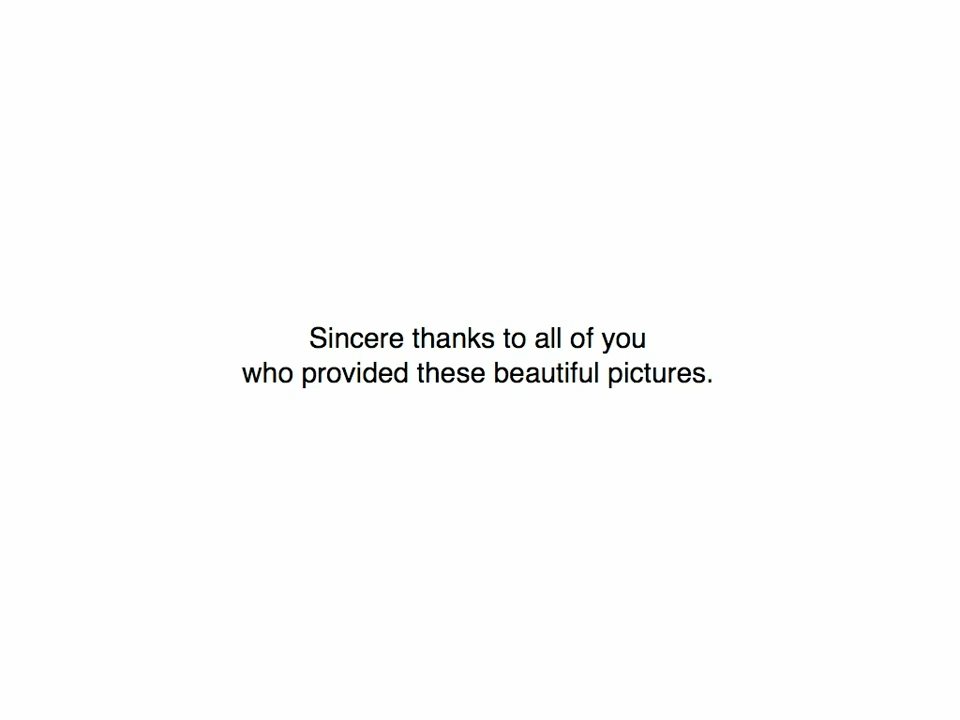 Sincere thanks to all of you
who provided these beautiful pictures.